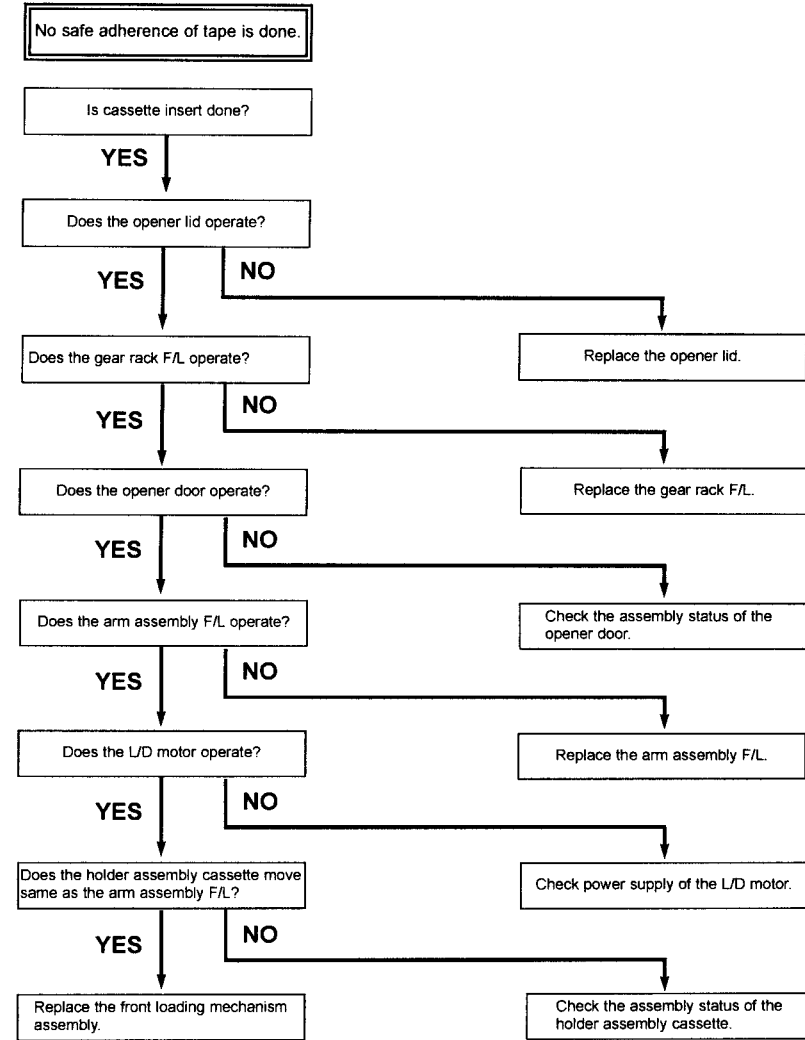 No safe adherence of tape is done.
Is cassette insert done?
YES
Does the opener lid operate?
YES
NO
Does the gear rack F/L operate?
Replace the opener lid.
YES
NO
Does the opener door operate?
Replace the gear rack F/L.
YES
NO
Does the arm assembly F/L operate?
Check the assembly status of the
opener door.
YES
NO
Does the L/D motor operate?
Replace the arm assembly F/L.
YES
NO
Does the holder assembly cassette move
same as the arm assembly F/L?
Check power supply of the L/D motor.
YES
NO
Replace the front loading mechanism
assembly.
Check the assembly status of the
holder assembly cassette.